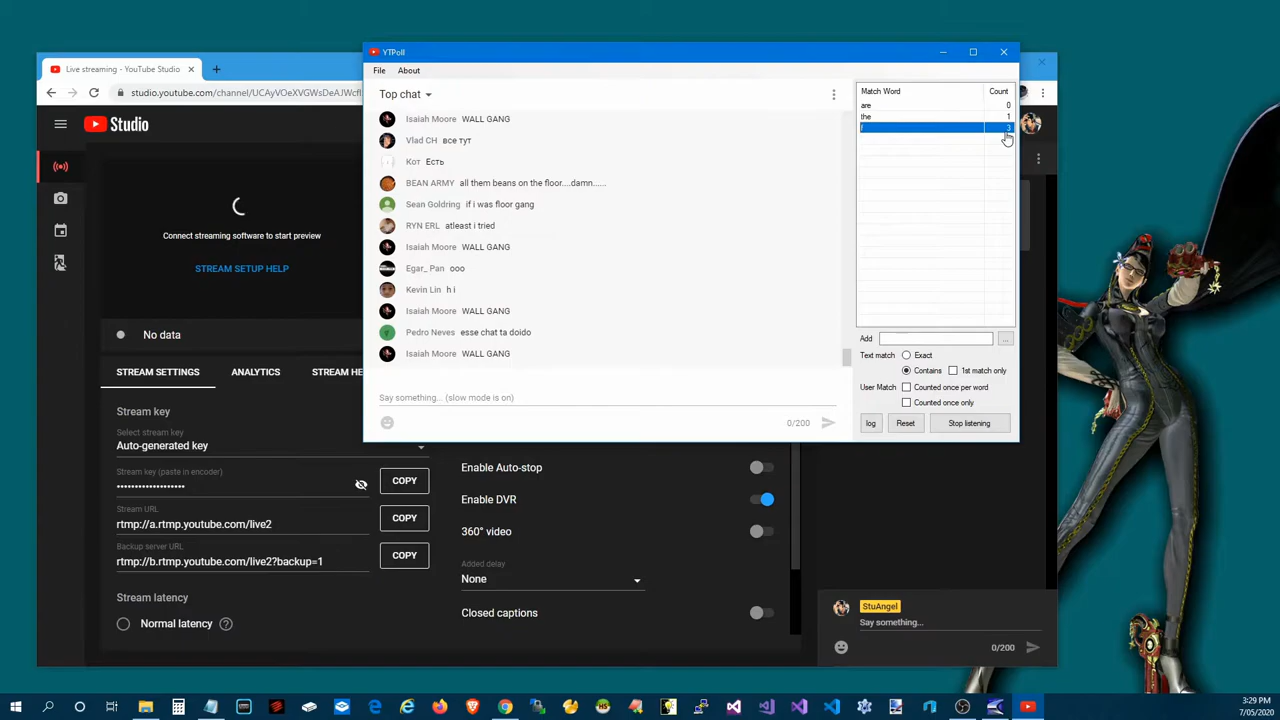 YTPoll
Live streaming - YouTube Studio
studio.youtube.com/channel/UCAyVOeXVGWsDeAJWcfI
File About
Studio
Top chat
Isaiah Moore WALL GANG
Vlad CH все тут
Кот Есть
BEAN ARMY all them beans on the floor....damn......
Sean Goldring if i was floor gang
RYN ERL atleast i tried
Isaiah Moore WALL GANG
Egar_ Pan ooo
Kevin Lin h i
Isaiah Moore WALL GANG
Pedro Neves esse chat ta doido
Isaiah Moore WALL GANG
Say something... (slow mode is on)
0/200
Match Word Count
are 0
the 1
f 3
Add
...
Text match Exact
Contains 1st match only
User Match Counted once per word
Counted once only
log Reset Stop listening
Connect streaming software to start preview
STREAM SETUP HELP
No data
STREAM SETTINGS ANALYTICS STREAM HE
Stream key
Select stream key
Auto-generated key
Stream key (paste in encoder)
COPY
Stream URL
rtmp://a.rtmp.youtube.com/live2
COPY
Backup server URL
rtmp://b.rtmp.youtube.com/live2?backup=1
COPY
Stream latency
Normal latency
Enable Auto-stop
Enable DVR
360° video
Added delay
None
Closed captions
StuAngel
Say something...
0/200
3:29 PM
7/05/2020